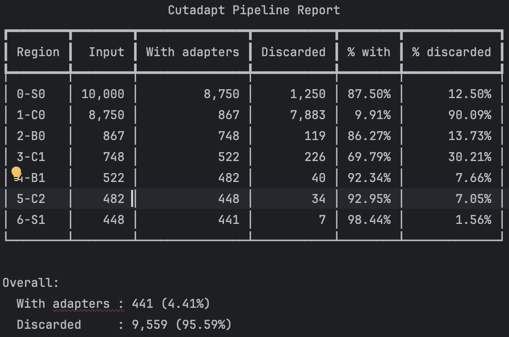 Cutadapt Pipeline Report
Region Input With adapters Discarded % with % discarded
0-S0 10,000 8,750 1,250 87.50% 12.50%
1-C0 8,750 867 7,883 9.91% 90.09%
2-B0 867 748 119 86.27% 13.73%
3-C1 748 522 226 69.79% 30.21%
4-B1 522 482 40 92.34% 7.66%
5-C2 482 448 34 92.95% 7.05%
6-S1 448 441 7 98.44% 1.56%
Overall:
With adapters : 441 (4.41%)
Discarded : 9,559 (95.59%)